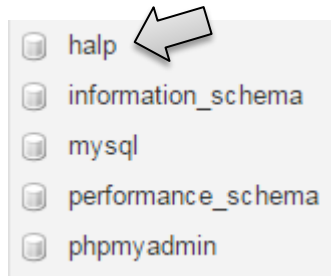 halp
information_schema
mysql
performance_schema
phpmyadmin